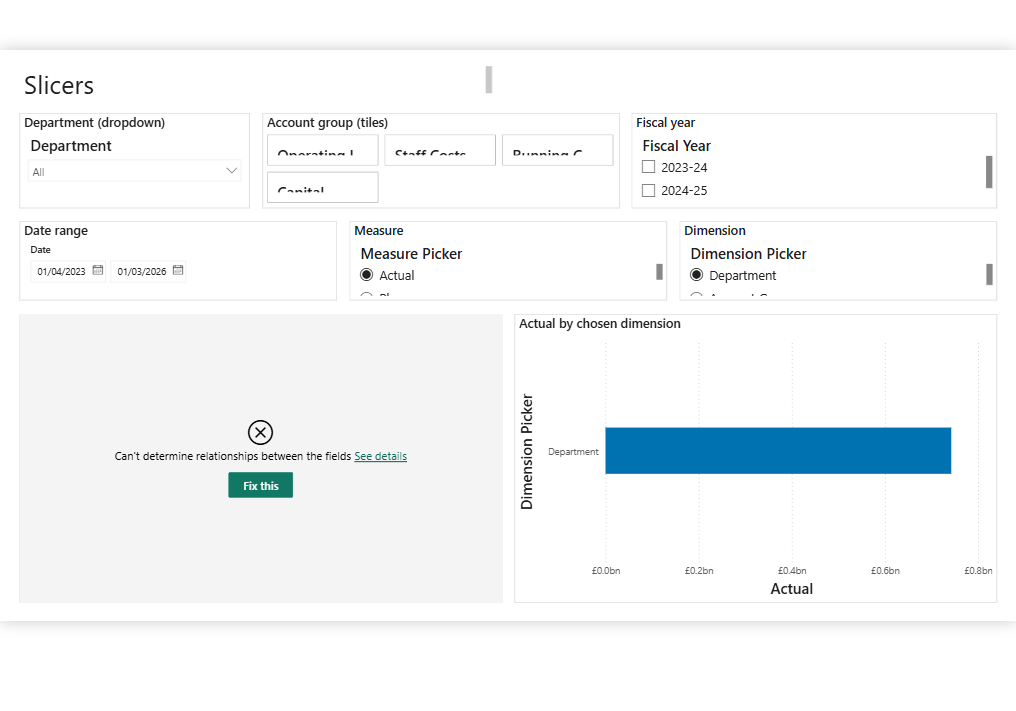 Slicers
Department (dropdown)
Department
All
Account group (tiles)
Staff Costs
Capital
Fiscal year
Fiscal Year
2023-24
2024-25
Date range
Date
01/04/2023
01/03/2026
Measure
Measure Picker
Actual
Dimension
Dimension Picker
Department
Can't determine relationships between the fields See details
Fix this
Actual by chosen dimension
Dimension Picker
Department
£0.0bn £0.2bn £0.4bn £0.6bn £0.8bn
Actual